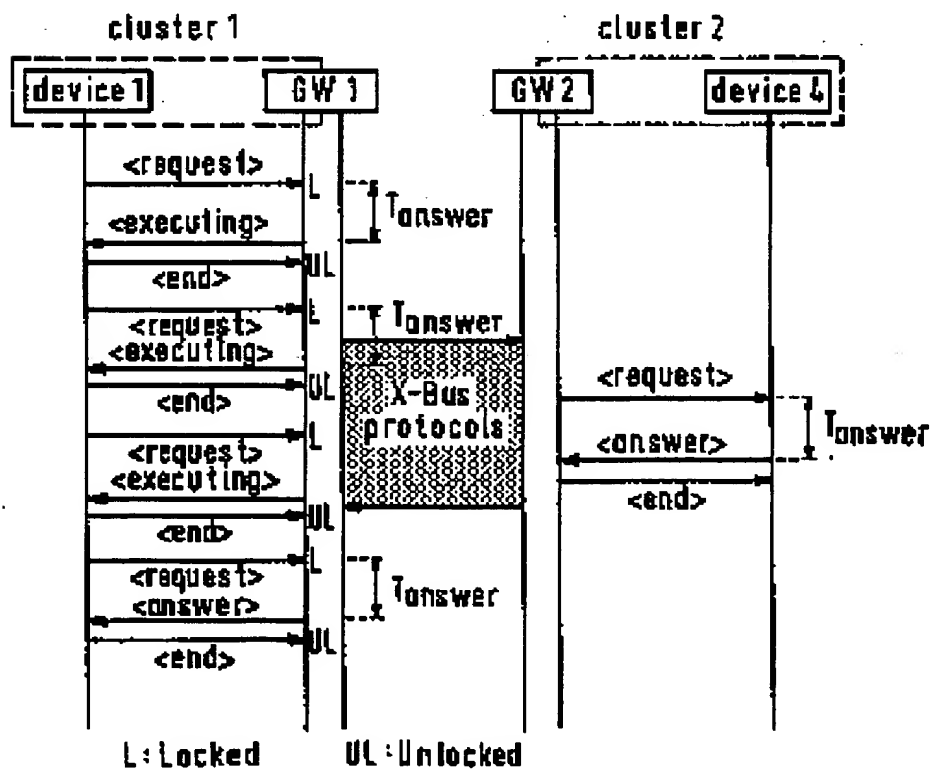 cluster 1
cluster 2
device 1
GW 1
GW 2
device 4
<request>
L
Tanswer
<executing>
UL
<end>
L
Tanswer
<request>
<executing>
UL
<end>
X-Bus
protocols
<request>
Tanswer
<answer>
<end>
L
<request>
<executing>
UL
<end>
L
<request>
Tanswer
<answer>
UL
<end>
L : Locked
UL : Unlocked